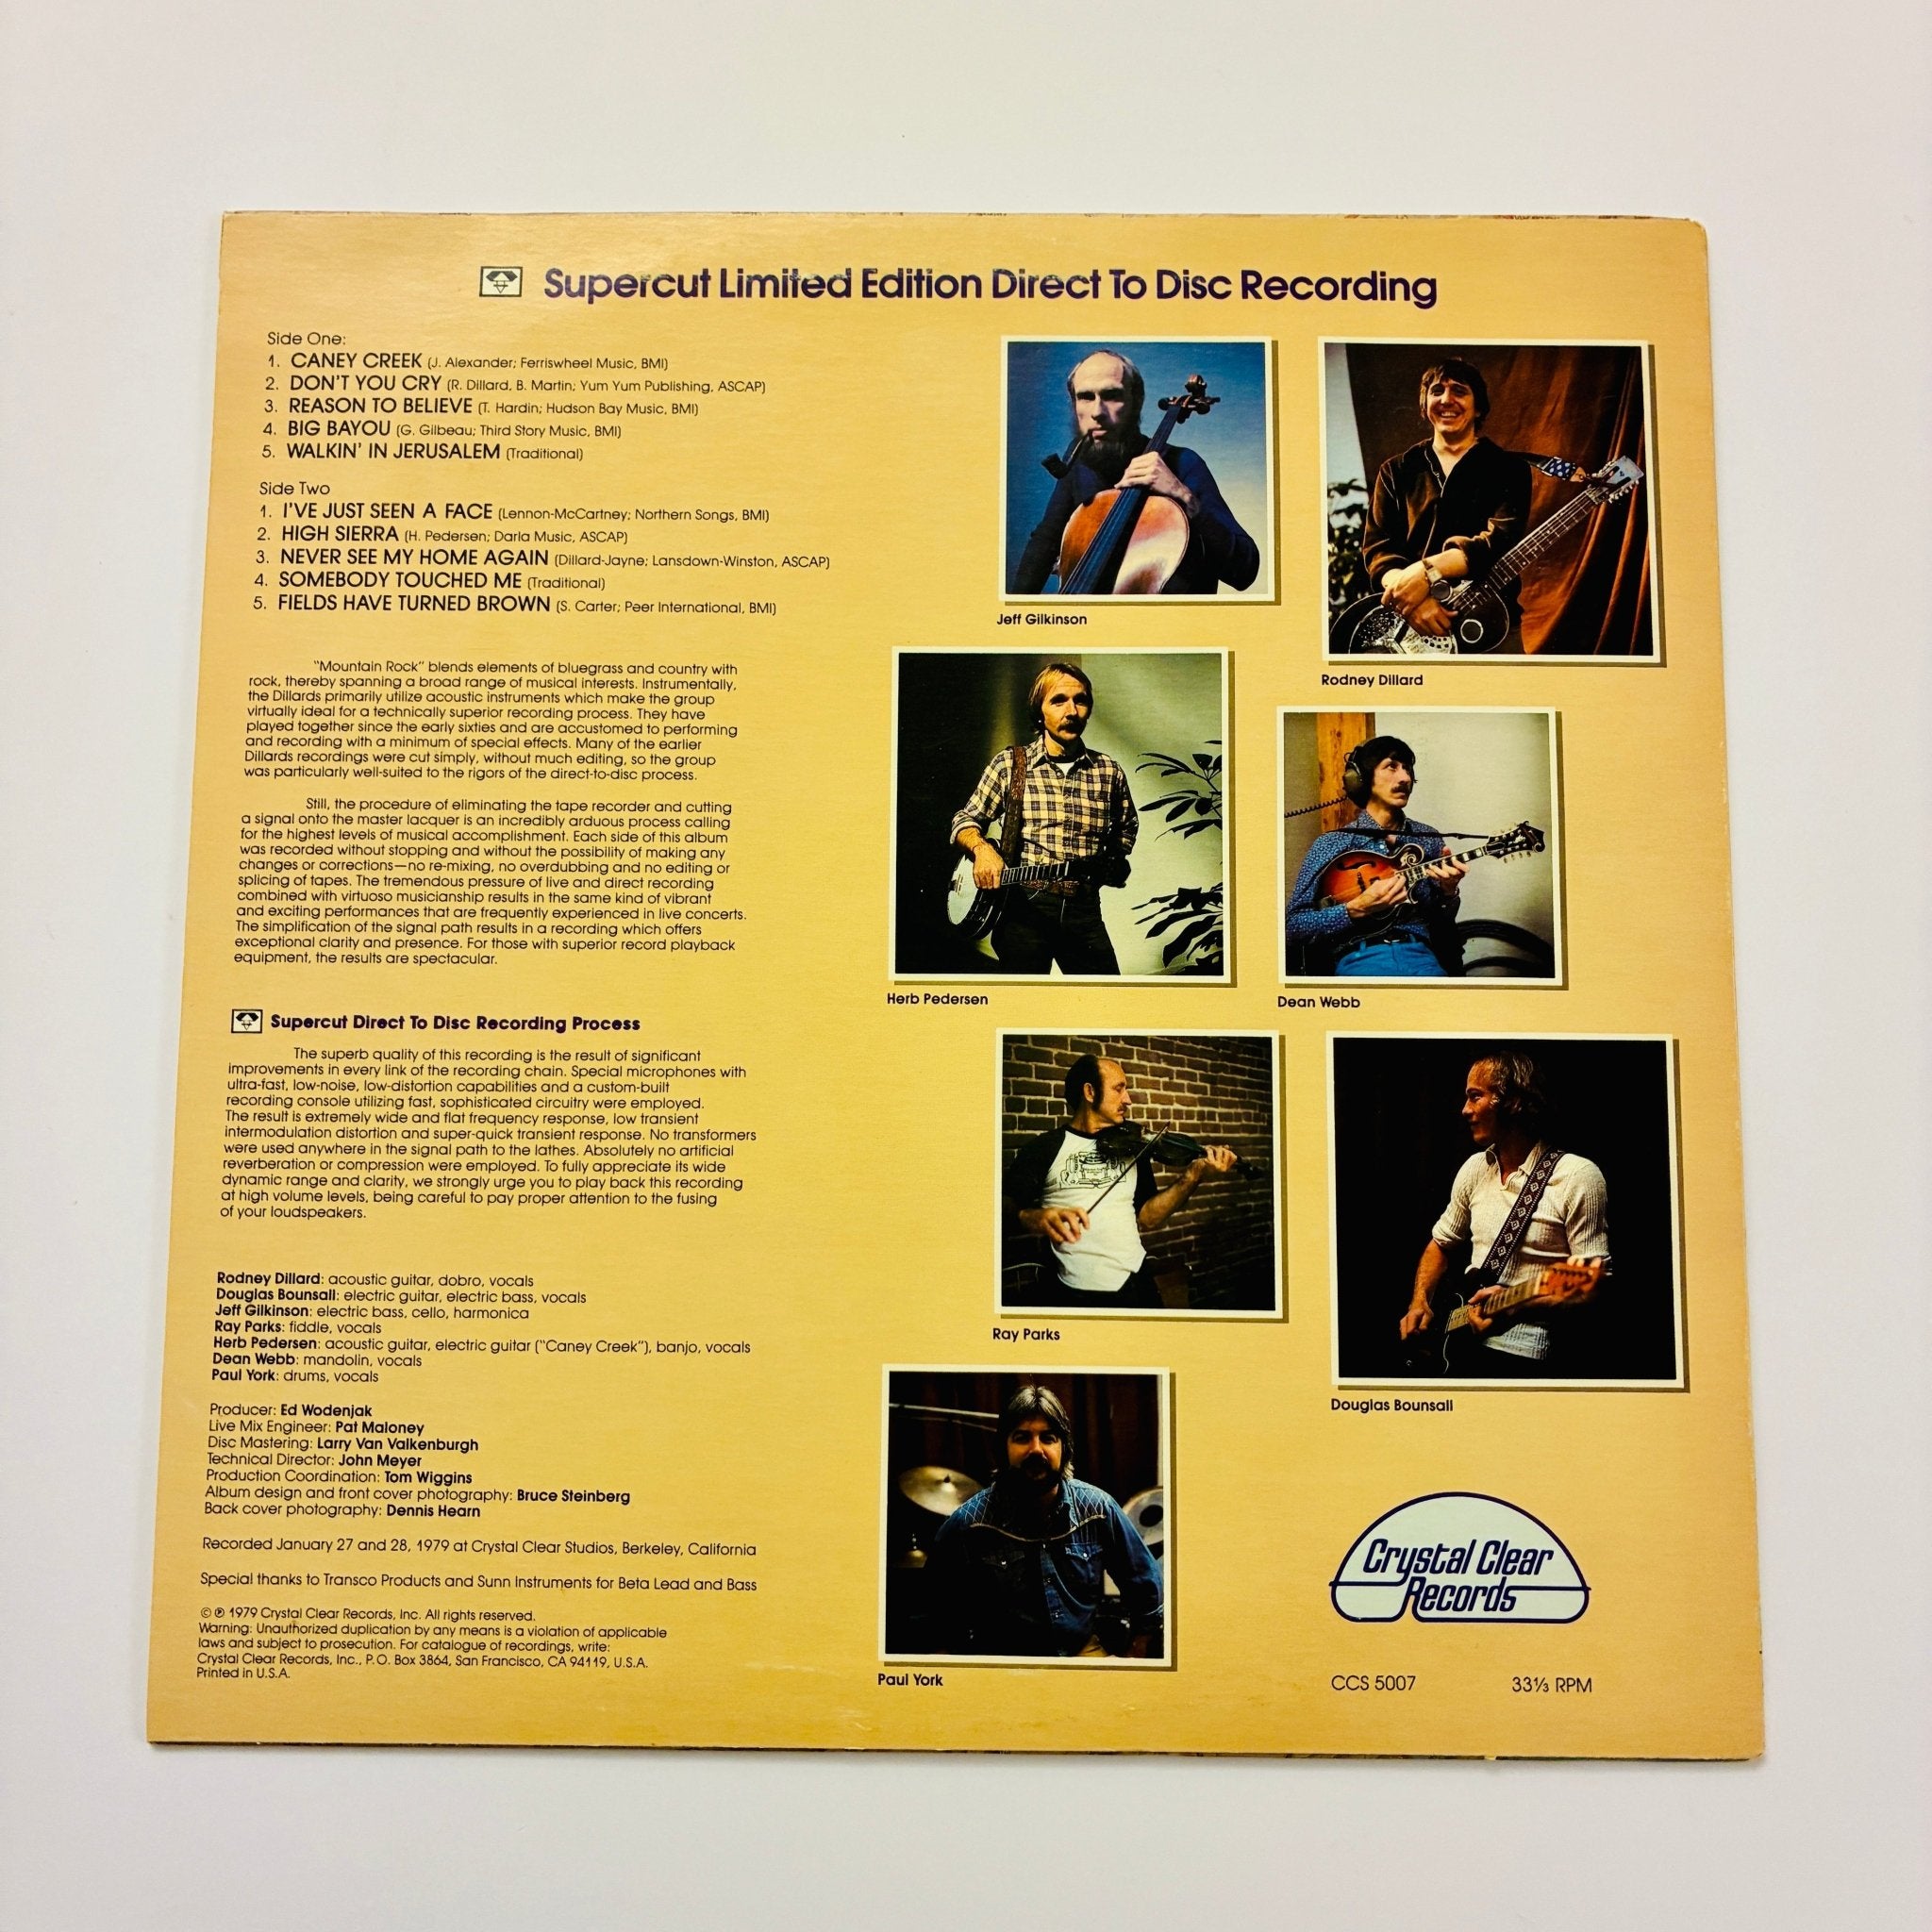 Supercut Limited Edition Direct To Disc Recording
Side One:
1. CANEY CREEK (J. Alexander; Ferriswheel Music, BMI)
2. DON'T YOU CRY (R. Dillard, B. Martin; Yum Yum Publishing, ASCAP)
3. REASON TO BELIEVE (T. Hardin; Hudson Bay Music, BMI)
4. BIG BAYOU (G. Gilbeau; Third Story Music, BMI)
5. WALKIN' IN JERUSALEM (Traditional)
Side Two
1. I'VE JUST SEEN A FACE (Lennon-McCartney; Northern Songs, BMI)
2. HIGH SIERRA (H. Pedersen; Darla Music, ASCAP)
3. NEVER SEE MY HOME AGAIN (Dillard-Jayne; Lansdown-Winston, ASCAP)
4. SOMEBODY TOUCHED ME (Traditional)
5. FIELDS HAVE TURNED BROWN (S. Carter; Peer International, BMI)
"Mountain Rock" blends elements of bluegrass and country with
rock, thereby spanning a broad range of musical interests. Instrumentally,
the Dillards primarily utilize acoustic instruments which make the group
virtually ideal for a technically superior recording process. They have
played together since the early sixties and are accustomed to performing
and recording with a minimum of special effects. Many of the earlier
Dillards recordings were cut simply, without much editing, so the group
was particularly well-suited to the rigors of the direct-to-disc process.
Still, the procedure of eliminating the tape recorder and cutting
a signal onto the master lacquer is an incredibly arduous process calling
for the highest levels of musical accomplishment. Each side of this album
was recorded without stopping and without the possibility of making any
changes or corrections—no re-mixing, no overdubbing and no editing or
splicing of tapes. The tremendous pressure of live and direct recording
combined with virtuoso musicianship results in the same kind of vibrant
and exciting performances that are frequently experienced in live concerts.
The simplification of the signal path results in a recording which offers
exceptional clarity and presence. For those with superior record playback
equipment, the results are spectacular.
Supercut Direct To Disc Recording Process
The superb quality of this recording is the result of significant
improvements in every link of the recording chain. Special microphones with
ultra-fast, low-noise, low-distortion capabilities and a custom-built
recording console utilizing fast, sophisticated circuitry were employed.
The result is extremely wide and flat frequency response, low transient
intermodulation distortion and super-quick transient response. No transformers
were used anywhere in the signal path to the lathes. Absolutely no artificial
reverberation or compression were employed. To fully appreciate its wide
dynamic range and clarity, we strongly urge you to play back this recording
at high volume levels, being careful to pay proper attention to the fusing
of your loudspeakers.
Rodney Dillard: acoustic guitar, dobro, vocals
Douglas Bounsall: electric guitar, electric bass, vocals
Jeff Gilkinson: electric bass, cello, harmonica
Ray Parks: fiddle, vocals
Herb Pedersen: acoustic guitar, electric guitar ("Caney Creek"), banjo, vocals
Dean Webb: mandolin, vocals
Paul York: drums, vocals
Producer: Ed Wodenjak
Live Mix Engineer: Pat Maloney
Disc Mastering: Larry Van Valkenburgh
Technical Director: John Meyer
Production Coordination: Tom Wiggins
Album design and front cover photography: Bruce Steinberg
Back cover photography: Dennis Hearn
Recorded January 27 and 28, 1979 at Crystal Clear Studios, Berkeley, California
Special thanks to Transco Products and Sunn Instruments for Beta Lead and Bass
© ℗ 1979 Crystal Clear Records, Inc. All rights reserved.
Warning: Unauthorized duplication by any means is a violation of applicable
laws and subject to prosecution. For catalogue of recordings, write:
Crystal Clear Records, Inc., P.O. Box 3864, San Francisco, CA 94119, U.S.A.
Printed in U.S.A.
Jeff Gilkinson
Rodney Dillard
Herb Pedersen
Dean Webb
Ray Parks
Douglas Bounsall
Paul York
Crystal Clear
Records
CCS 5007
33⅓ RPM